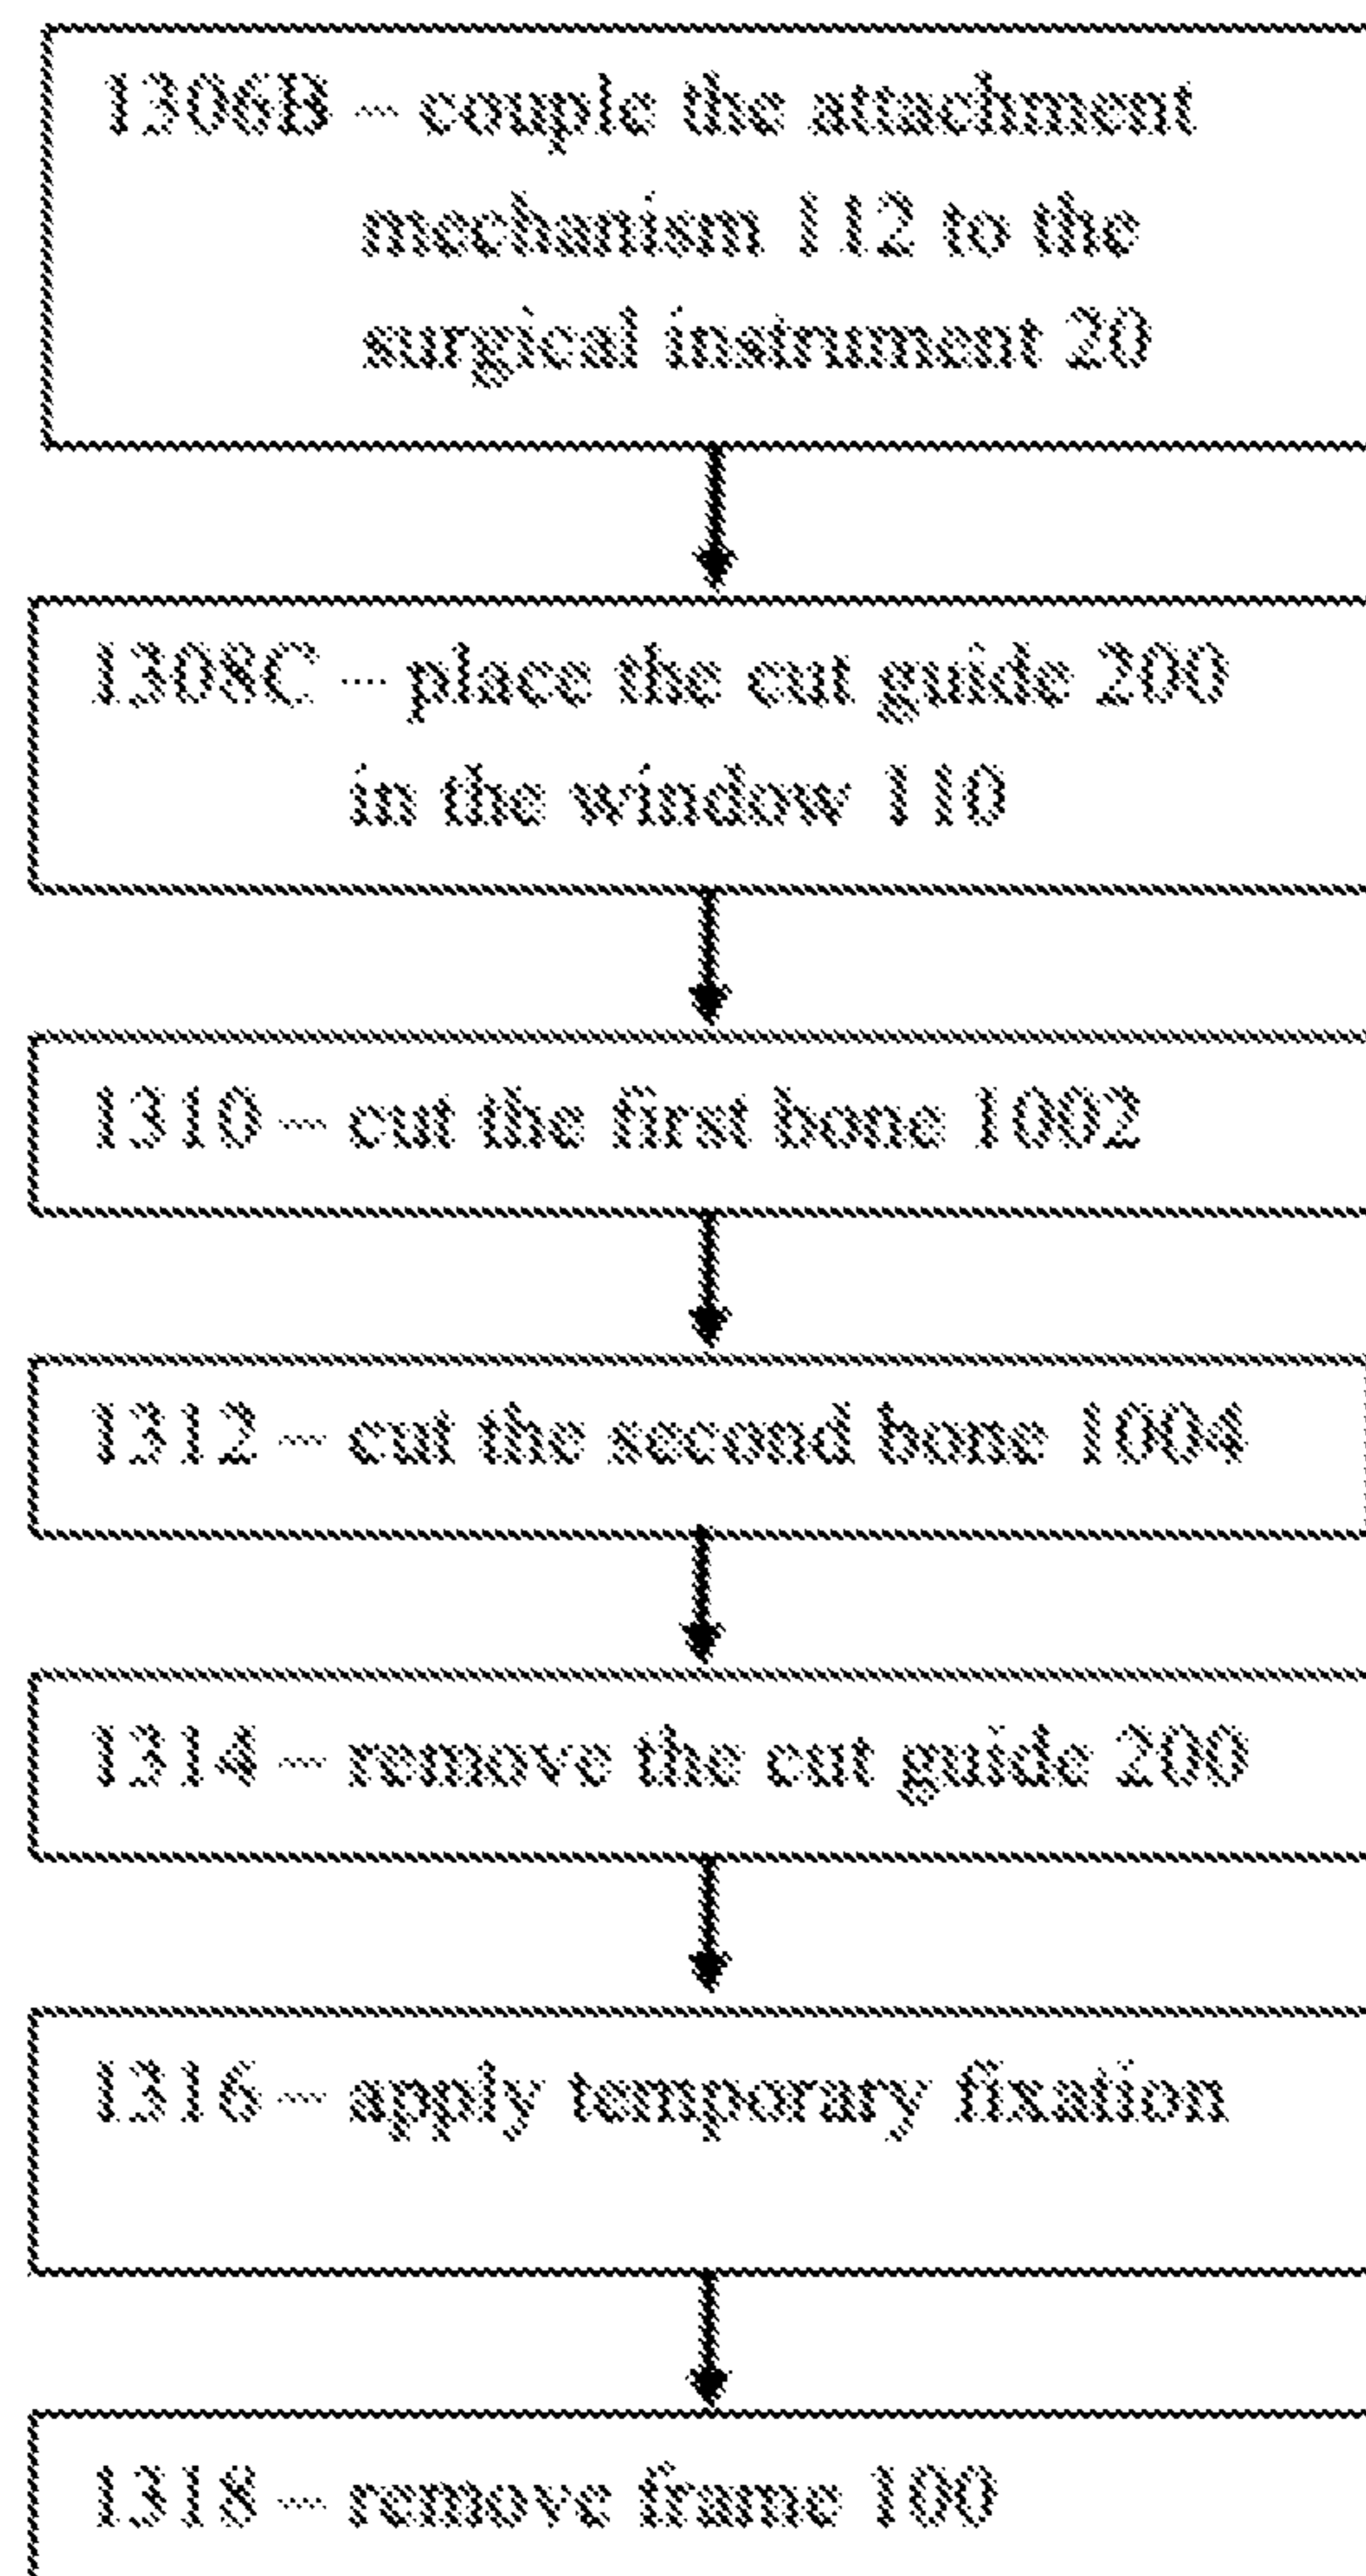 1306B – couple the attachment
mechanism 112 to the
surgical instrument 20
1308C – place the cut guide 200
in the window 110
1310 – cut the first bone 1002
1312 – cut the second bone 1004
1314 – remove the cut guide 200
1316 – apply temporary fixation
1318 – remove frame 100